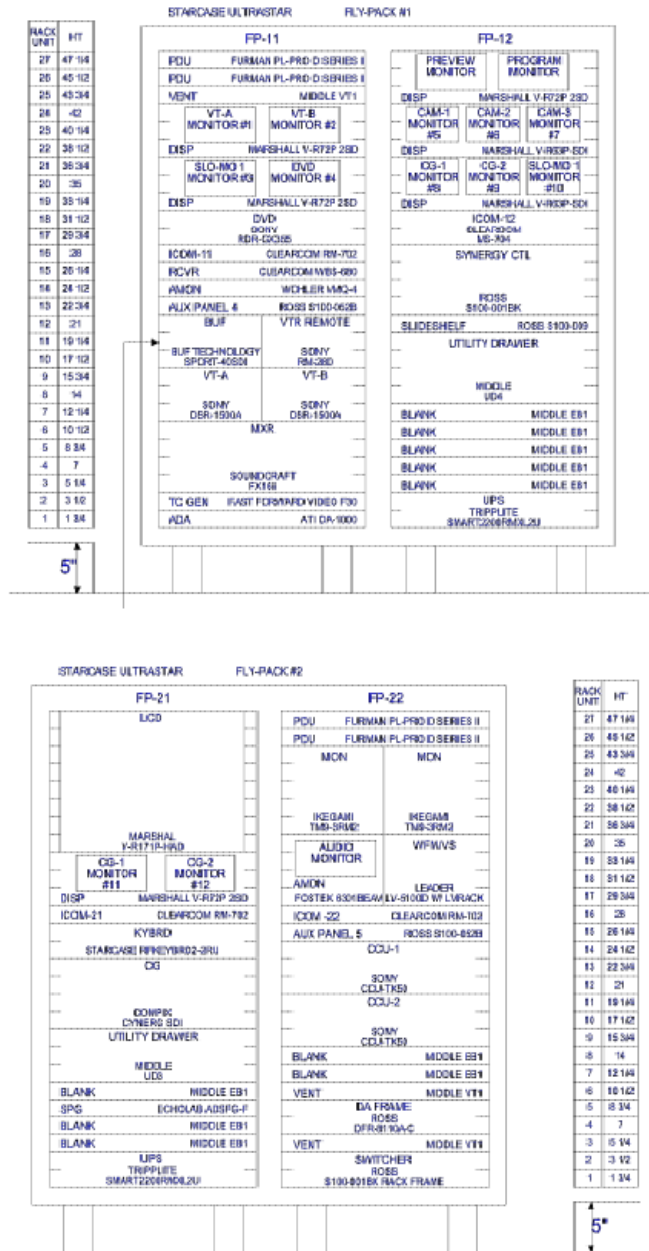 STARCASE ULTRASTAR FLY-PACK #1
RACK UNIT HT
27 47 1/4
26 45 1/2
25 43 3/4
24 42
23 40 1/4
22 38 1/2
21 36 3/4
20 35
19 33 1/4
18 31 1/2
17 29 3/4
16 28
15 26 1/4
14 24 1/2
13 22 3/4
12 21
11 19 1/4
10 17 1/2
9 15 3/4
8 14
7 12 1/4
6 10 1/2
5 8 3/4
4 7
3 5 1/4
2 3 1/2
1 1 3/4
5"
FP-11
PDU FURMAN PL-PRO D SERIES II
PDU FURMAN PL-PRO D SERIES II
VENT MIDDLE VT1
VT-A MONITOR #1
VT-B MONITOR #2
DISP MARSHALL V-R72P 2SD
SLO-MO 1 MONITOR #3
DVD MONITOR #4
DISP MARSHALL V-R72P 2SD
DVD
SONY
RDR-GX355
ICOM-11 CLEARCOM RM-702
RCVR CLEARCOM WBS-680
AMON WOHLER VMQ-4
AUX PANEL 4 ROSS S100-062B
BUF
BUF TECHNOLOGY
SPORT-40SDI
VTR REMOTE
SONY
RM-280
VT-A
SONY
DSR-1500A
VT-B
SONY
DSR-1500A
MXR
SOUNDCRAFT
FX16II
TC GEN FAST FORWARD VIDEO F30
ADA ATI DA-1000
FP-12
PREVIEW MONITOR
PROGRAM MONITOR
DISP MARSHALL V-R72P 2SD
CAM-1 MONITOR #5
CAM-2 MONITOR #6
CAM-3 MONITOR #7
DISP MARSHALL V-R63P-SDI
CG-1 MONITOR #8
CG-2 MONITOR #9
SLO-MO 1 MONITOR #10
DISP MARSHALL V-R63P-SDI
ICOM-12
CLEARCOM
MS-704
SYNERGY CTL
ROSS
S100-001BK
SLIDESHELF ROSS S100-009
UTILITY DRAWER
MIDDLE
UD4
BLANK MIDDLE EB1
BLANK MIDDLE EB1
BLANK MIDDLE EB1
BLANK MIDDLE EB1
BLANK MIDDLE EB1
UPS
TRIPPLITE
SMART2200RMXL2U
STARCASE ULTRASTAR FLY-PACK #2
FP-21
LCD
MARSHAL
V-R171P-HAD
CG-1 MONITOR #11
CG-2 MONITOR #12
DISP MARSHALL V-R72P 2SD
ICOM-21 CLEARCOM RM-702
KYBRD
STARCASE RRKEYBRD2-2RU
CG
COMPIX
CYNERG SDI
UTILITY DRAWER
MIDDLE
UD3
BLANK MIDDLE EB1
SPG ECHOLAB ADSPG-F
BLANK MIDDLE EB1
BLANK MIDDLE EB1
UPS
TRIPPLITE
SMART2200RMXL2U
FP-22
PDU FURMAN PL-PRO D SERIES II
PDU FURMAN PL-PRO D SERIES II
MON
IKEGAMI
TM9-3RM2
MON
IKEGAMI
TM9-3RM2
AUDIO MONITOR
AMON
FOSTEK
WFM/VS
LEADER
LV-5100D W/ LVRACK
ICOM -22 CLEARCOM RM-702
AUX PANEL 5 ROSS S100-062B
CCU-1
SONY
CCU-TX50
CCU-2
SONY
CCU-TX50
BLANK MIDDLE EB1
BLANK MIDDLE EB1
VENT MIDDLE VT1
DA FRAME
ROSS
DFR-8110A-C
VENT MIDDLE VT1
SWITCHER
ROSS
S100-001BK RACK FRAME
RACK UNIT HT
27 47 1/4
26 45 1/2
25 43 3/4
24 42
23 40 1/4
22 38 1/2
21 36 3/4
20 35
19 33 1/4
18 31 1/2
17 29 3/4
16 28
15 26 1/4
14 24 1/2
13 22 3/4
12 21
11 19 1/4
10 17 1/2
9 15 3/4
8 14
7 12 1/4
6 10 1/2
5 8 3/4
4 7
3 5 1/4
2 3 1/2
1 1 3/4
5"